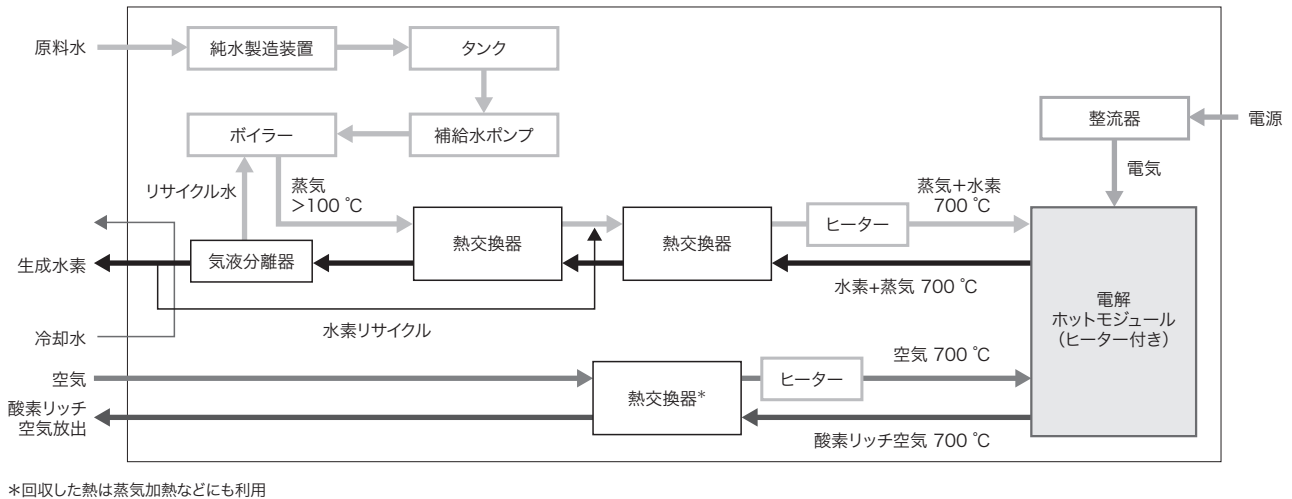 原料水
純水製造装置
タンク
ボイラー
補給水ポンプ
整流器
電源
電気
リサイクル水
蒸気
>100 ℃
蒸気＋水素
700 ℃
熱交換器
熱交換器
ヒーター
生成水素
気液分離器
水素+蒸気 700 ℃
電解
ホットモジュール
（ヒーター付き）
水素リサイクル
冷却水
空気
空気 700 ℃
ヒーター
熱交換器＊
酸素リッチ
空気放出
酸素リッチ空気 700 ℃
＊回収した熱は蒸気加熱などにも利用